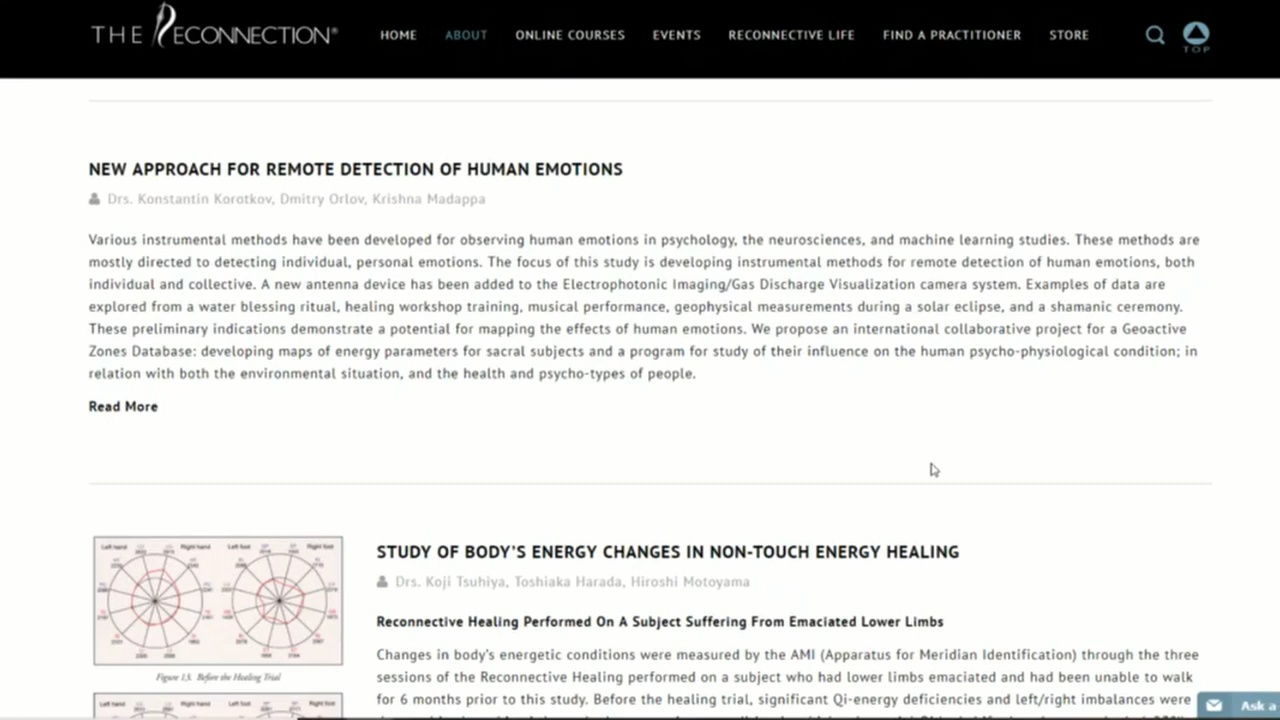 THE RECONNECTION®
HOME ABOUT ONLINE COURSES EVENTS RECONNECTIVE LIFE FIND A PRACTITIONER STORE
TOP
NEW APPROACH FOR REMOTE DETECTION OF HUMAN EMOTIONS
Drs. Konstantin Korotkov, Dmitry Orlov, Krishna Madappa
Various instrumental methods have been developed for observing human emotions in psychology, the neurosciences, and machine learning studies. These methods are
mostly directed to detecting individual, personal emotions. The focus of this study is developing instrumental methods for remote detection of human emotions, both
individual and collective. A new antenna device has been added to the Electrophotonic Imaging/Gas Discharge Visualization camera system. Examples of data are
explored from a water blessing ritual, healing workshop training, musical performance, geophysical measurements during a solar eclipse, and a shamanic ceremony.
These preliminary indications demonstrate a potential for mapping the effects of human emotions. We propose an international collaborative project for a Geoactive
Zones Database: developing maps of energy parameters for sacral subjects and a program for study of their influence on the human psycho-physiological condition; in
relation with both the environmental situation, and the health and psycho-types of people.
Read More
Left hand Right hand Left foot Right foot
Figure 13. Before the Healing Trial
STUDY OF BODY'S ENERGY CHANGES IN NON-TOUCH ENERGY HEALING
Drs. Koji Tsuhiya, Toshiaka Harada, Hiroshi Motoyama
Reconnective Healing Performed On A Subject Suffering From Emaciated Lower Limbs
Changes in body's energetic conditions were measured by the AMI (Apparatus for Meridian Identification) through the three
sessions of the Reconnective Healing performed on a subject who had lower limbs emaciated and had been unable to walk
for 6 months prior to this study. Before the healing trial, significant Qi-energy deficiencies and left/right imbalances were
Ask a